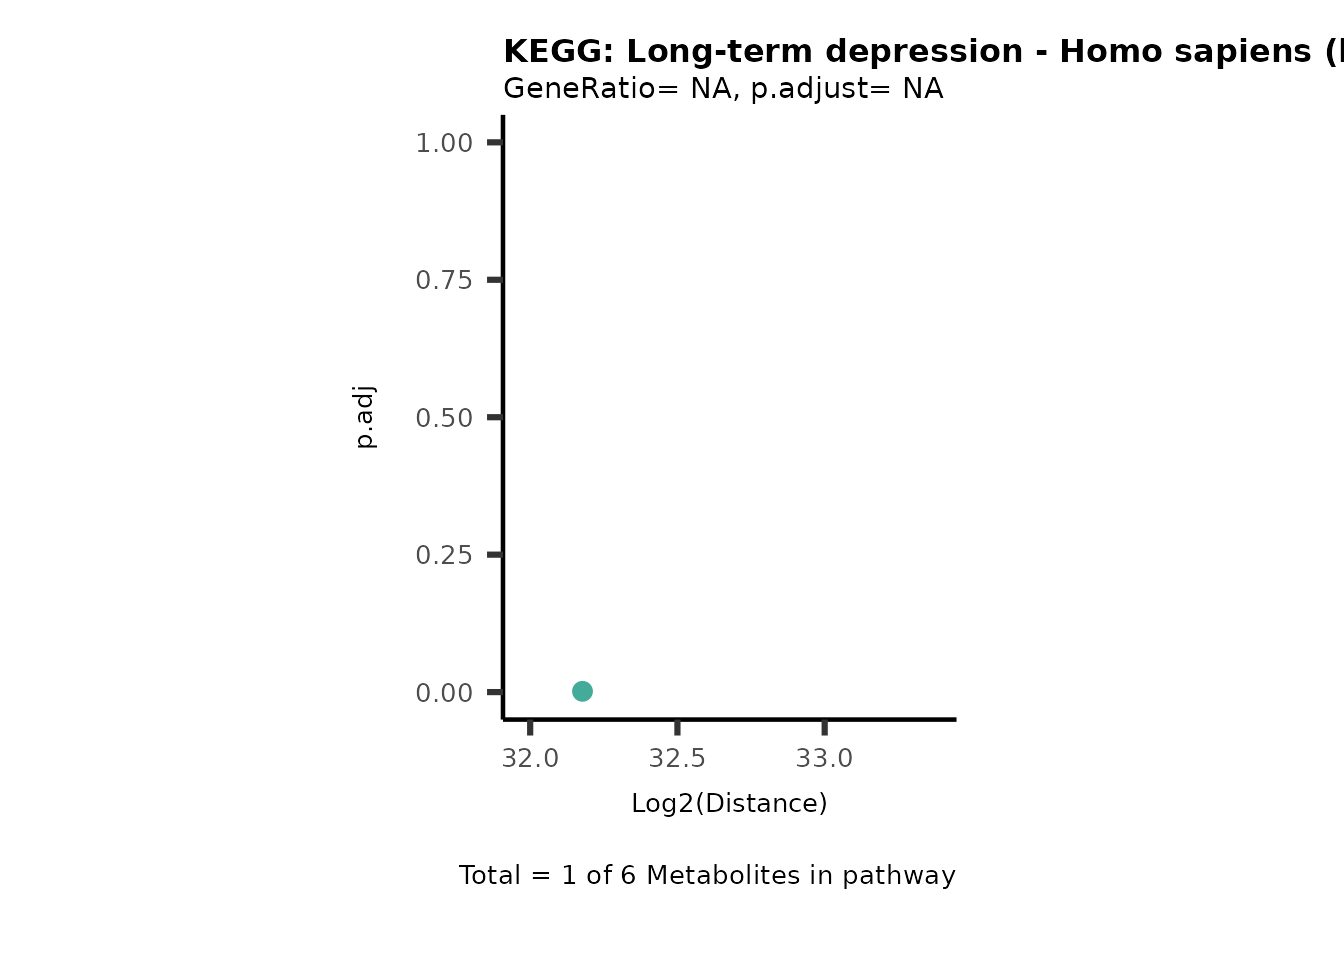 KEGG: Long-term depression - Homo sapiens (
GeneRatio= NA, p.adjust= NA
1.00
0.75
0.50
0.25
0.00
p.adj
32.0 32.5 33.0
Log2(Distance)
Total = 1 of 6 Metabolites in pathway